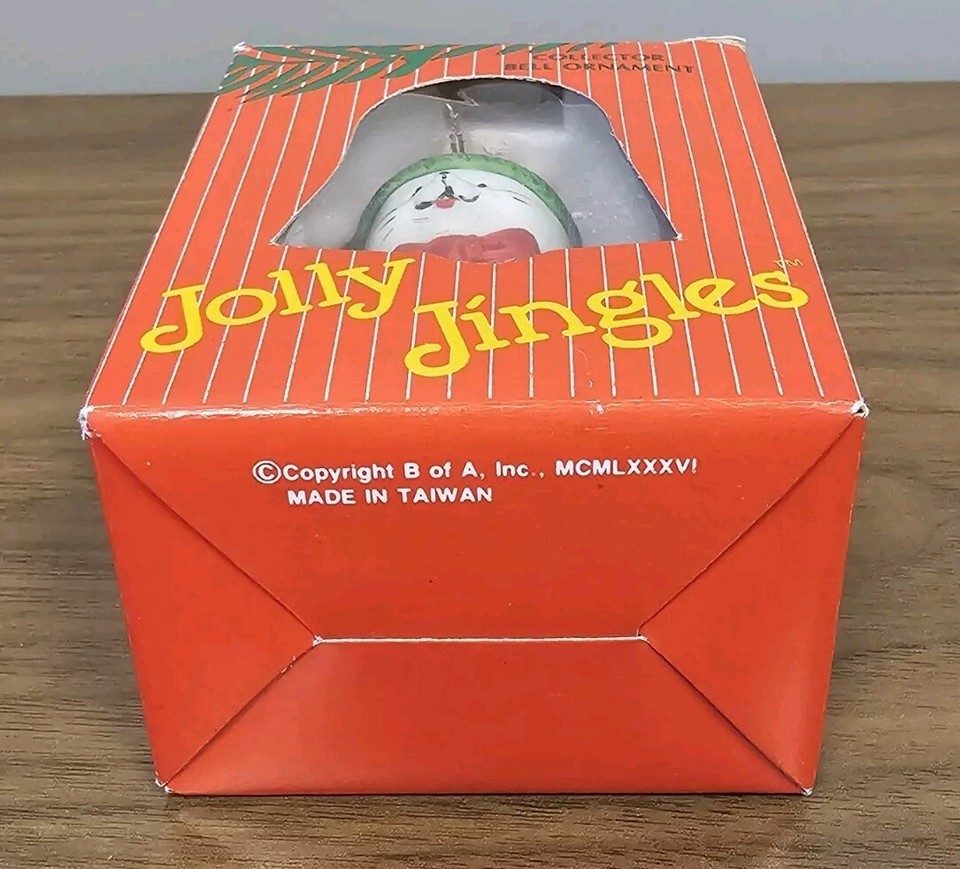 COLLECTOR
BELL ORNAMENT
Jolly
Jingles™
©Copyright B of A, Inc., MCMLXXXVI
MADE IN TAIWAN